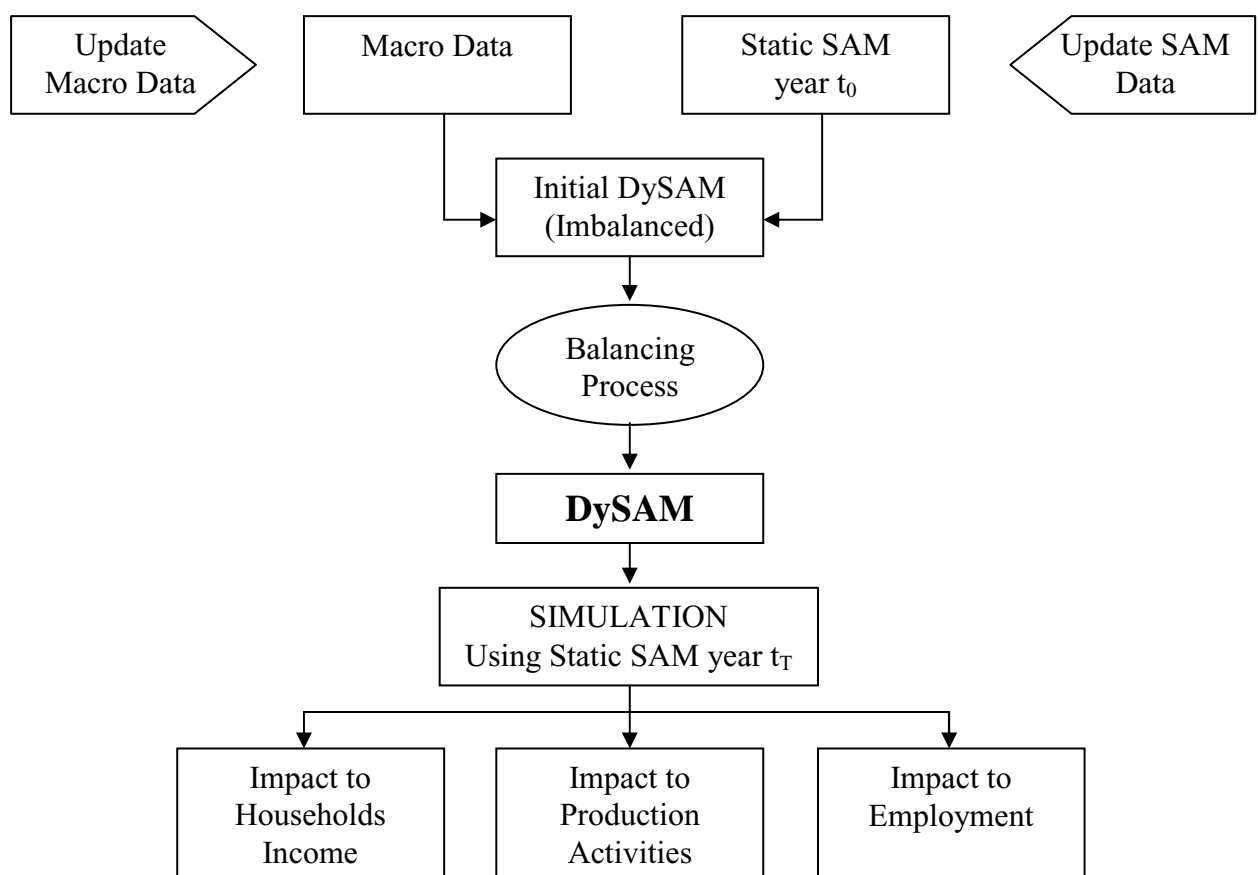 Update
Macro Data
Macro Data
Static SAM
year t₀
Update SAM
Data
Initial DySAM
(Imbalanced)
Balancing
Process
DySAM
SIMULATION
Using Static SAM year t_T
Impact to
Households
Income
Impact to
Production
Activities
Impact to
Employment